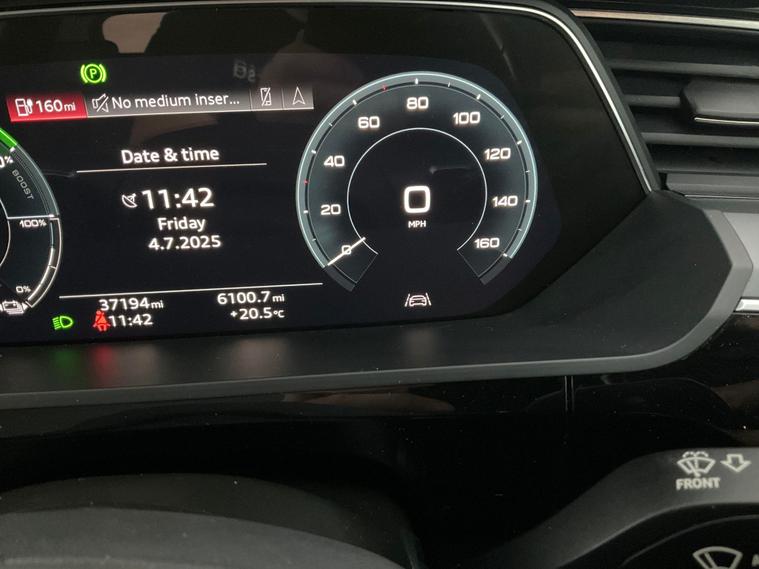 P
160mi
No medium inser...
Date & time
11:42
Friday
4.7.2025
BOOST
100%
0%
0
20
40
60
80
100
120
140
160
0
MPH
37194mi
6100.7mi
11:42
+20.5°C
FRONT